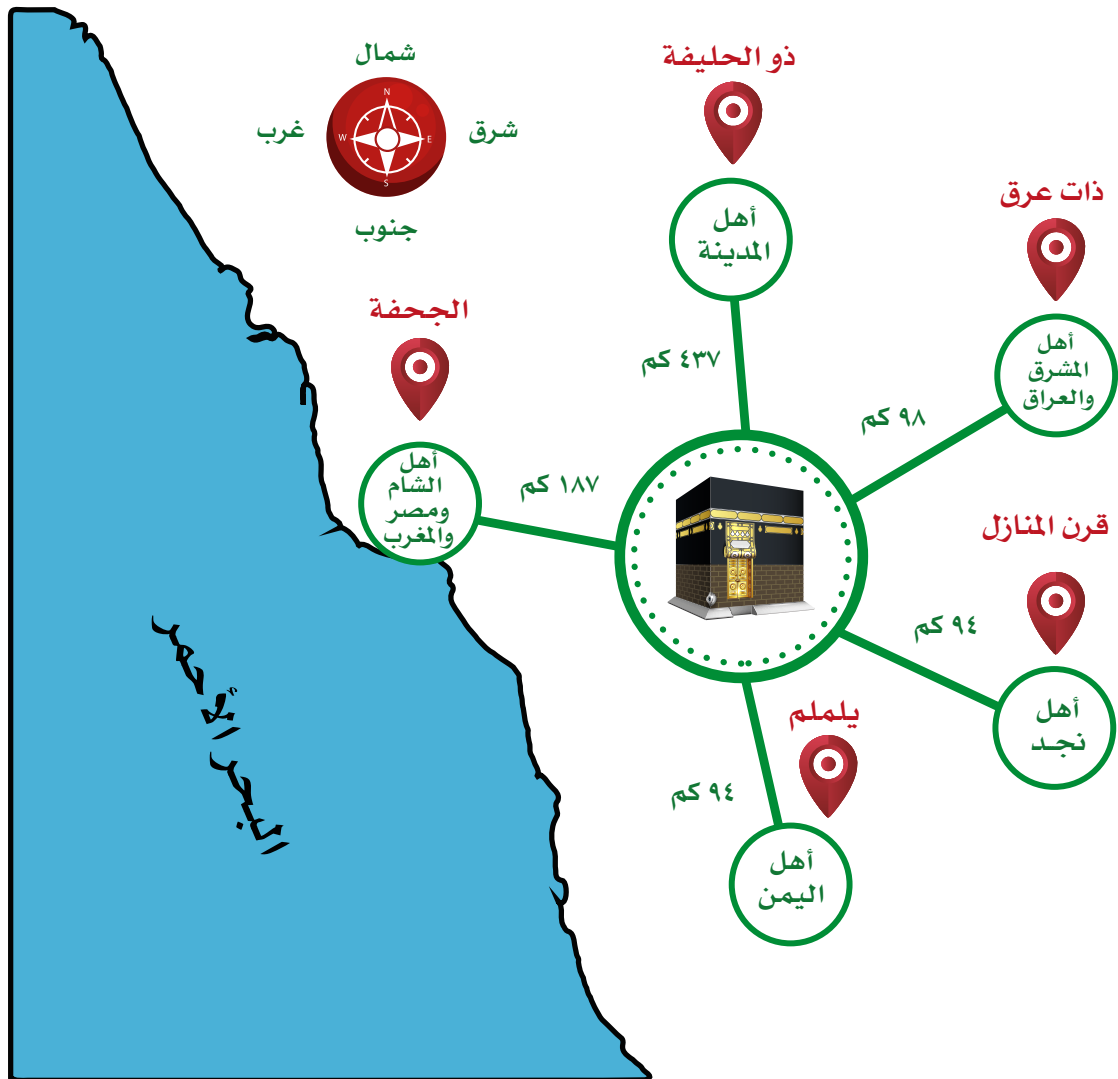 شمال
غرب
شرق
جنوب
N
W
E
S
ذو الحليفة
أهل
المدينة
٤٣٧ كم
ذات عرق
أهل
المشرق
والعراق
٩٨ كم
الجحفة
أهل
الشام
ومصر
والمغرب
١٨٧ كم
قرن المنازل
أهل
نجد
٩٤ كم
يلملم
أهل
اليمن
٩٤ كم
البحر الأحمر